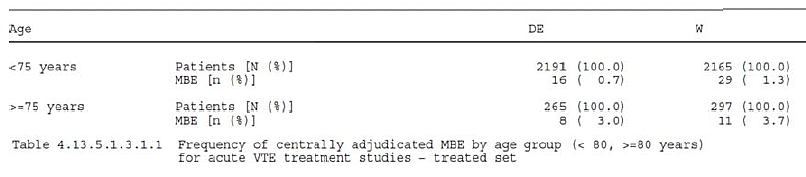 Age DE W
<75 years Patients [N (%)] 2191 (100.0) 2165 (100.0)
MBE [n (%)] 16 ( 0.7) 29 ( 1.3)
>=75 years Patients [N (%)] 265 (100.0) 297 (100.0)
MBE [n (%)] 8 ( 3.0) 11 ( 3.7)
Table 4.13.5.1.3.1.1 Frequency of centrally adjudicated MBE by age group (< 80, >=80 years)
for acute VTE treatment studies - treated set